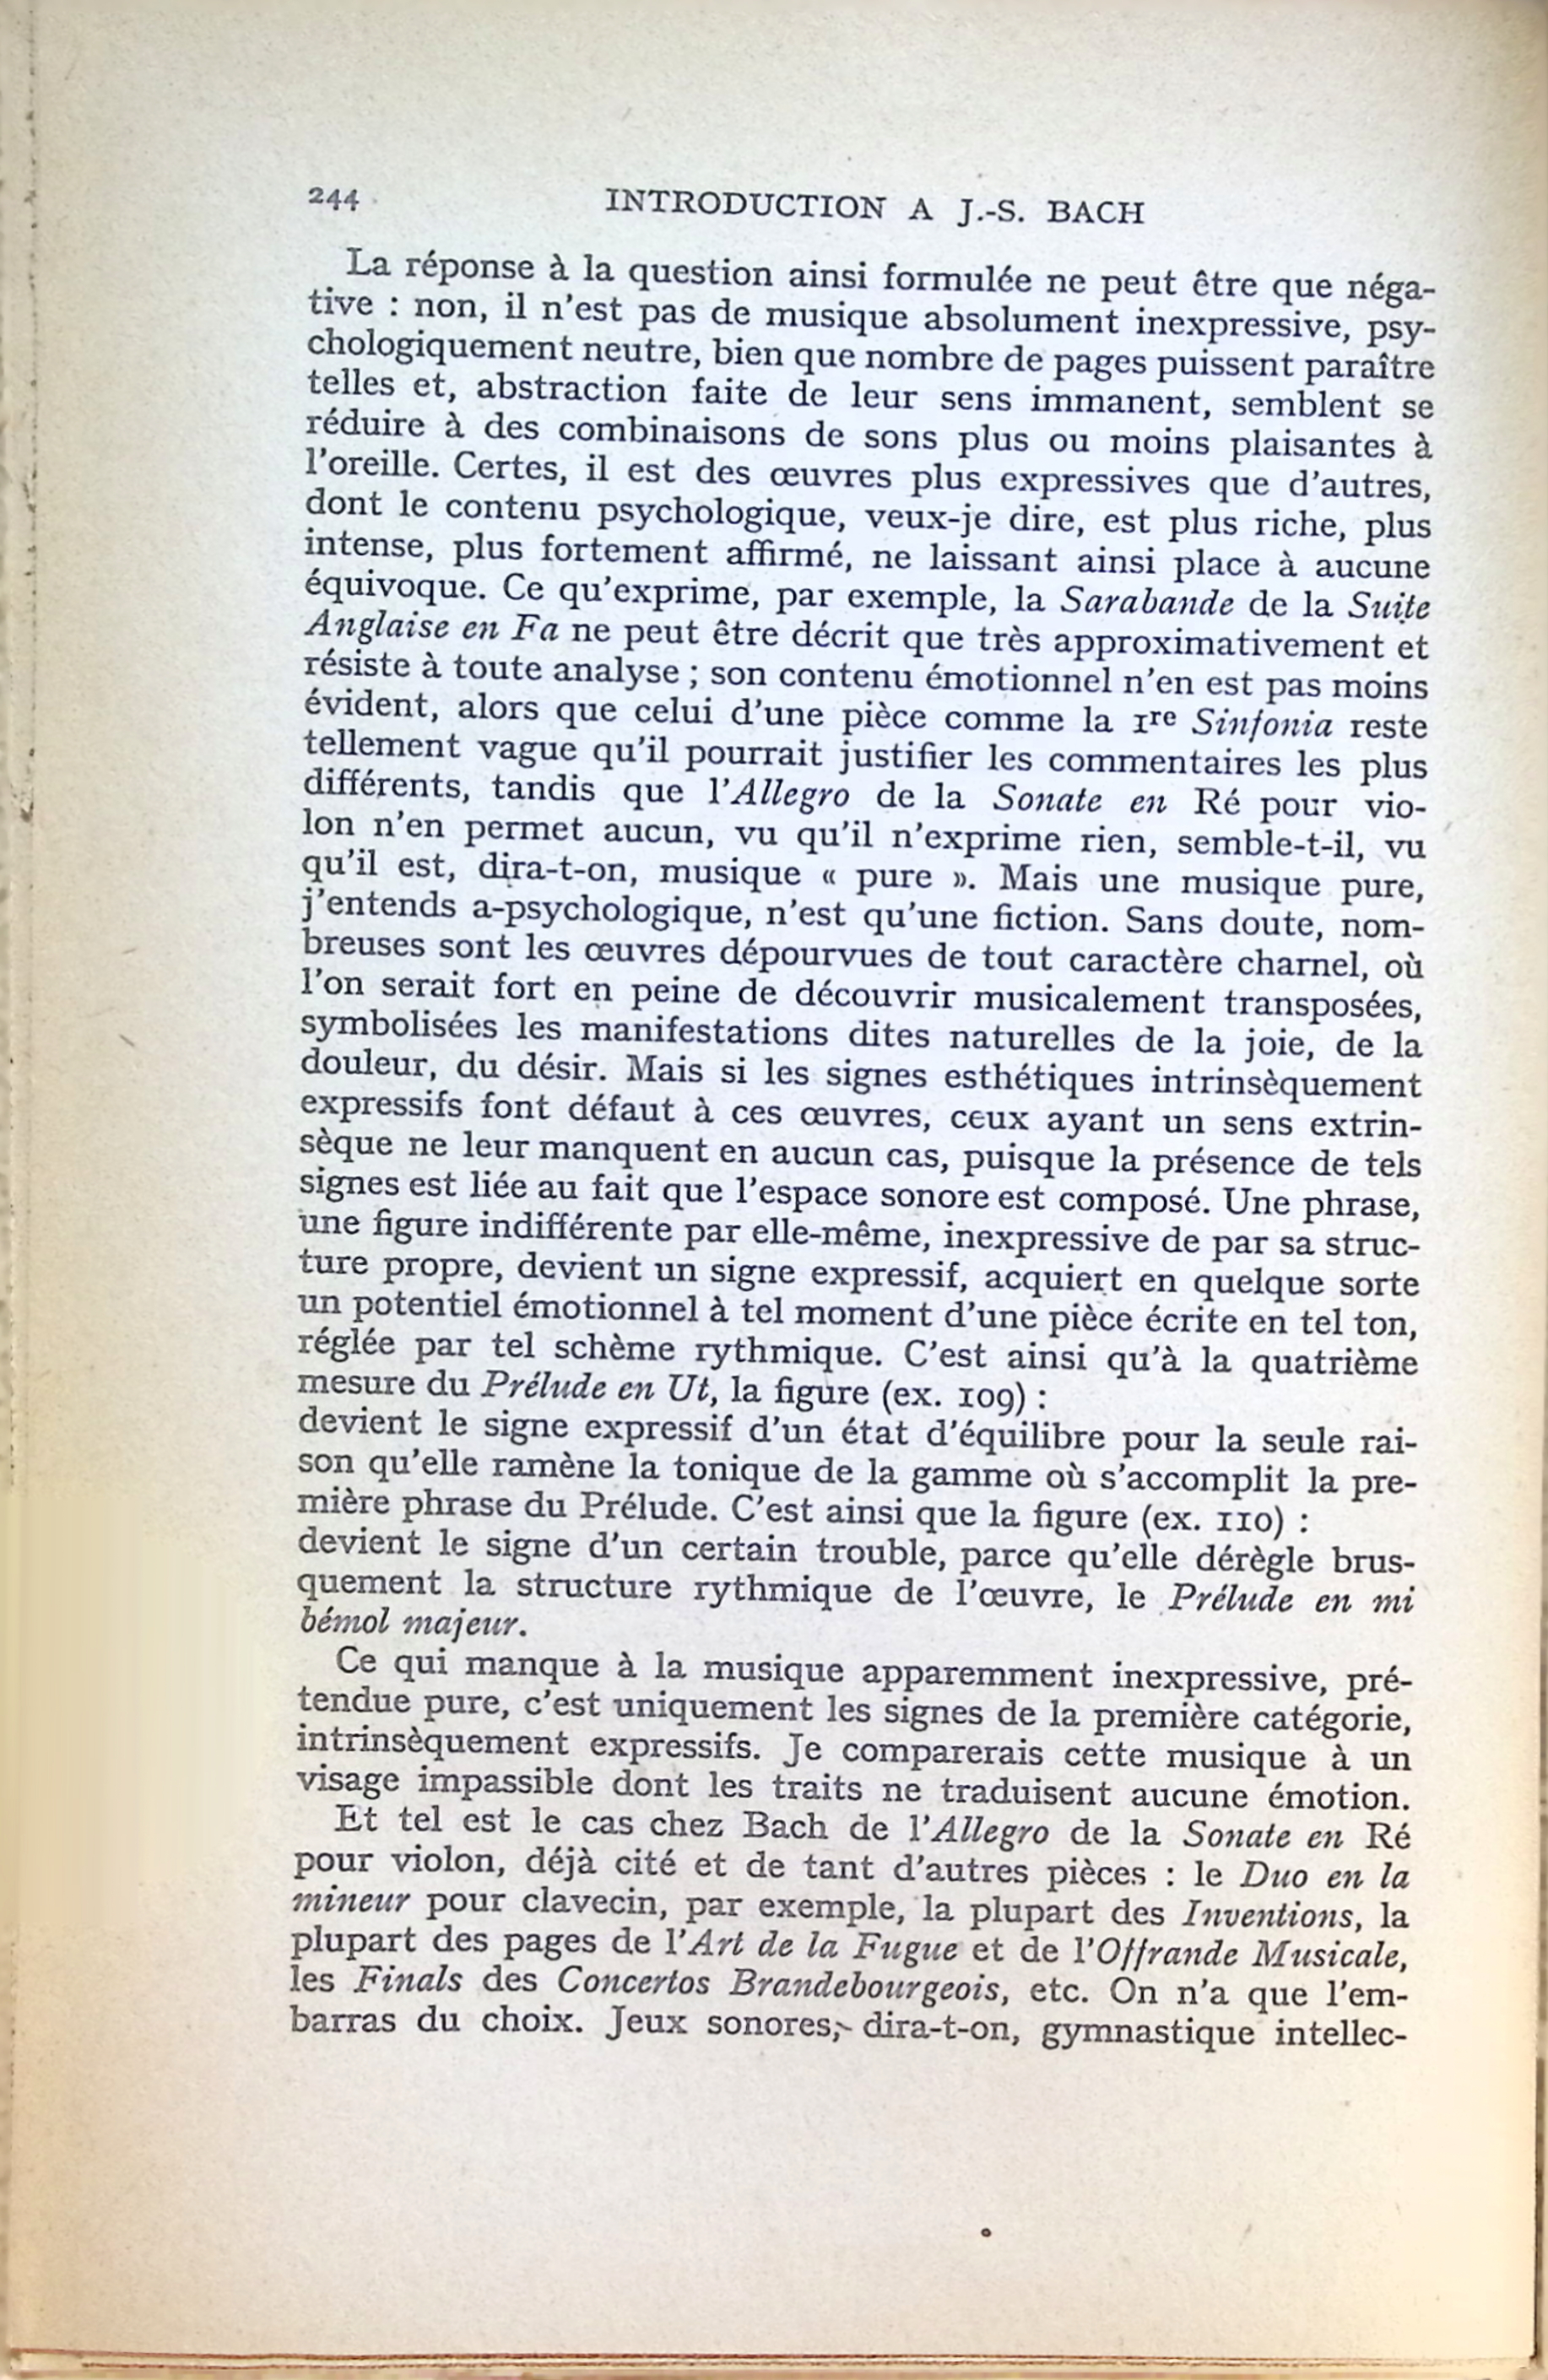 244 INTRODUCTION A J.-S. BACH
La réponse à la question ainsi formulée ne peut être que néga-
tive : non, il n'est pas de musique absolument inexpressive, psy-
chologiquement neutre, bien que nombre de pages puissent paraître
telles et, abstraction faite de leur sens immanent, semblent se
réduire à des combinaisons de sons plus ou moins plaisantes à
l'oreille. Certes, il est des œuvres plus expressives que d'autres,
dont le contenu psychologique, veux-je dire, est plus riche, plus
intense, plus fortement affirmé, ne laissant ainsi place à aucune
équivoque. Ce qu'exprime, par exemple, la Sarabande de la Suite
Anglaise en Fa ne peut être décrit que très approximativement et
résiste à toute analyse ; son contenu émotionnel n'en est pas moins
évident, alors que celui d'une pièce comme la 1re Sinfonia reste
tellement vague qu'il pourrait justifier les commentaires les plus
différents, tandis que l'Allegro de la Sonate en Ré pour vio-
lon n'en permet aucun, vu qu'il n'exprime rien, semble-t-il, vu
qu'il est, dira-t-on, musique « pure ». Mais une musique pure,
j'entends a-psychologique, n'est qu'une fiction. Sans doute, nom-
breuses sont les œuvres dépourvues de tout caractère charnel, où
l'on serait fort en peine de découvrir musicalement transposées,
symbolisées les manifestations dites naturelles de la joie, de la
douleur, du désir. Mais si les signes esthétiques intrinsèquement
expressifs font défaut à ces œuvres, ceux ayant un sens extrin-
sèque ne leur manquent en aucun cas, puisque la présence de tels
signes est liée au fait que l'espace sonore est composé. Une phrase,
une figure indifférente par elle-même, inexpressive de par sa struc-
ture propre, devient un signe expressif, acquiert en quelque sorte
un potentiel émotionnel à tel moment d'une pièce écrite en tel ton,
réglée par tel schème rythmique. C'est ainsi qu'à la quatrième
mesure du Prélude en Ut, la figure (ex. 109) :
devient le signe expressif d'un état d'équilibre pour la seule rai-
son qu'elle ramène la tonique de la gamme où s'accomplit la pre-
mière phrase du Prélude. C'est ainsi que la figure (ex. 110) :
devient le signe d'un certain trouble, parce qu'elle dérègle brus-
quement la structure rythmique de l'œuvre, le Prélude en mi
bémol majeur.
Ce qui manque à la musique apparemment inexpressive, pré-
tendue pure, c'est uniquement les signes de la première catégorie,
intrinsèquement expressifs. Je comparerais cette musique à un
visage impassible dont les traits ne traduisent aucune émotion.
Et tel est le cas chez Bach de l'Allegro de la Sonate en Ré
pour violon, déjà cité et de tant d'autres pièces : le Duo en la
mineur pour clavecin, par exemple, la plupart des Inventions, la
plupart des pages de l'Art de la Fugue et de l'Offrande Musicale,
les Finals des Concertos Brandebourgeois, etc. On n'a que l'em-
barras du choix. Jeux sonores, dira-t-on, gymnastique intellec-